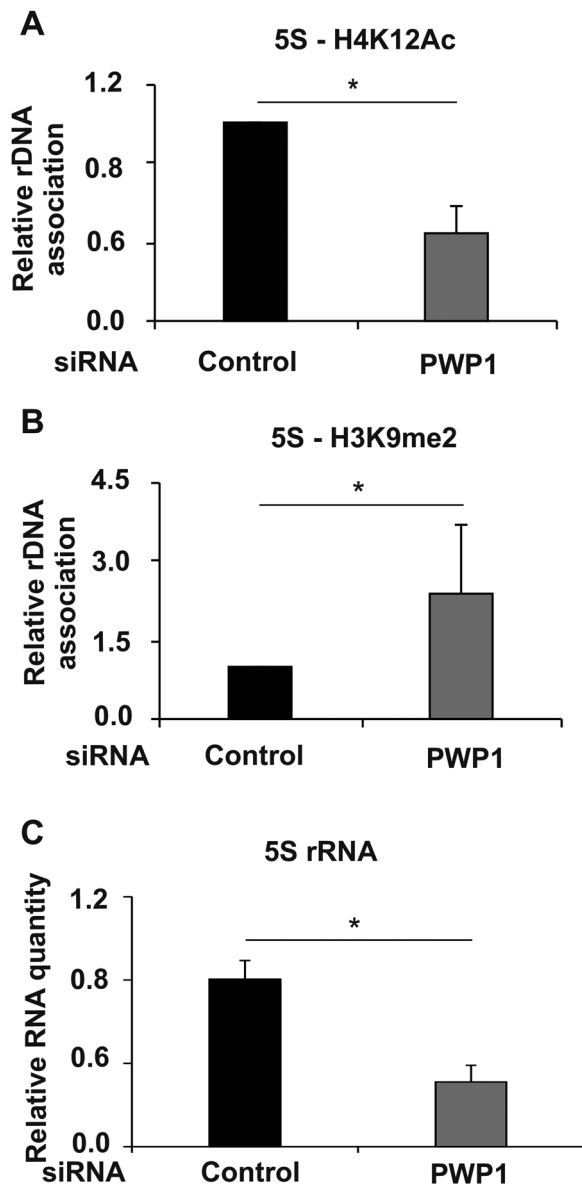 A
5S - H4K12Ac
Relative rDNA
association
1.2
0.8
0.6
0.0
*
siRNA Control PWP1
B
5S - H3K9me2
Relative rDNA
association
4.5
3.0
1.5
0.0
*
siRNA Control PWP1
C
5S rRNA
Relative RNA quantity
1.2
0.8
0.6
0.0
*
siRNA Control PWP1